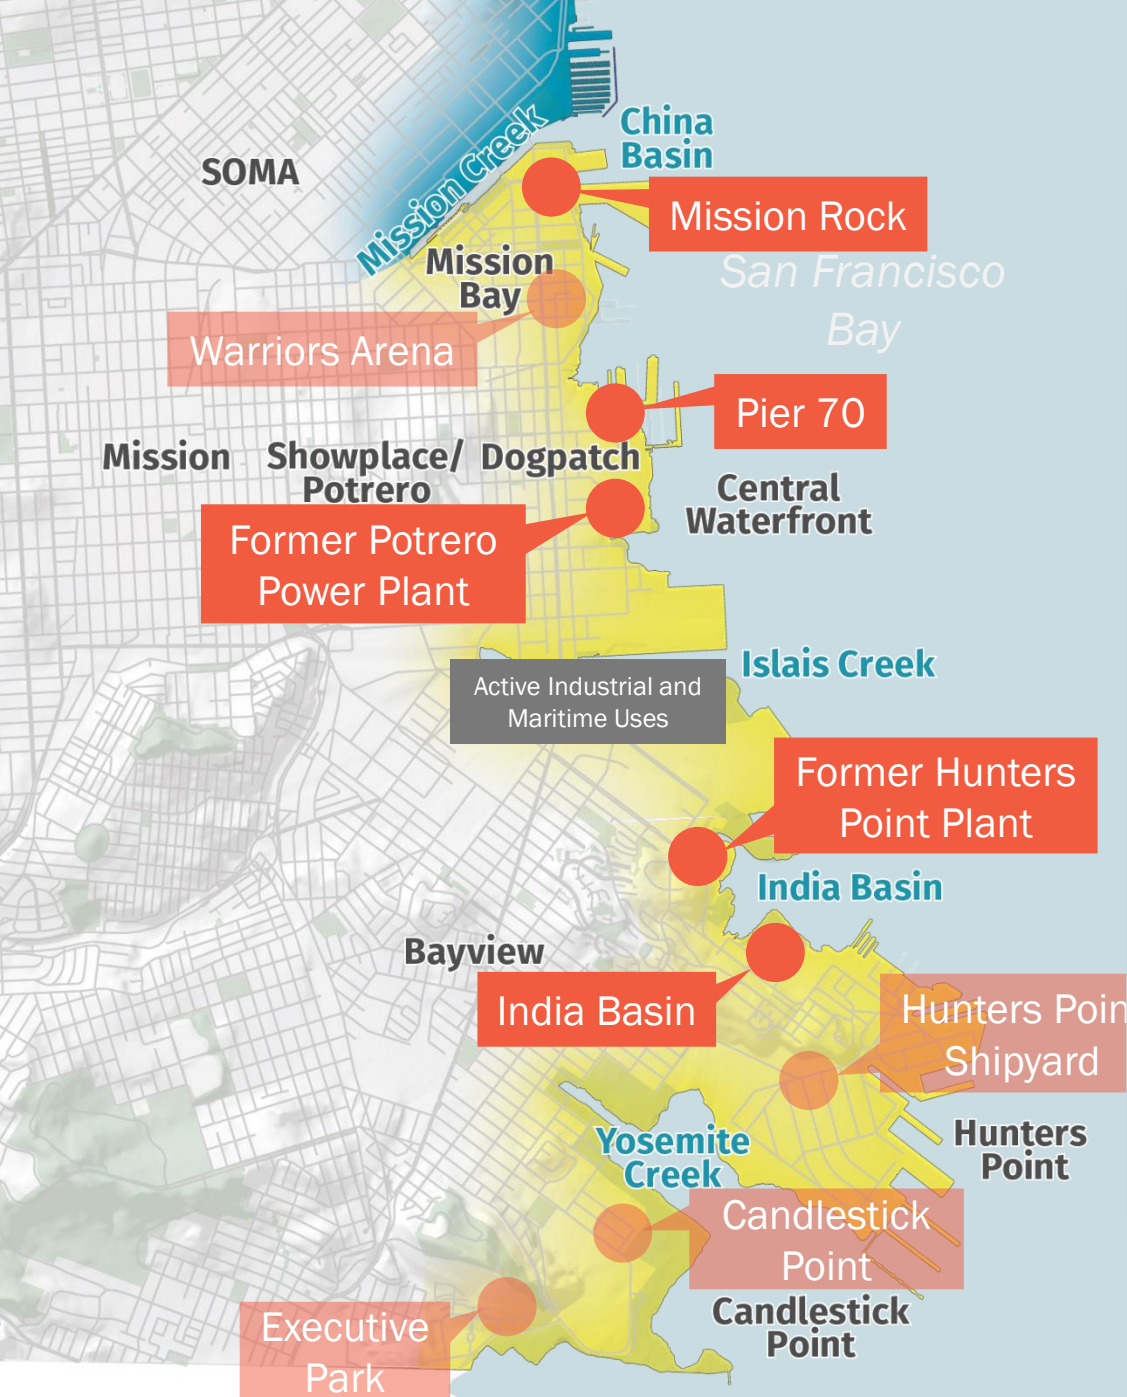 China
Basin
Mission Creek
SOMA
Mission Rock
Mission
Bay
San Francisco
Bay
Warriors Arena
Pier 70
Mission
Showplace/
Potrero
Dogpatch
Central
Waterfront
Former Potrero
Power Plant
Islais Creek
Active Industrial and
Maritime Uses
Former Hunters
Point Plant
India Basin
Bayview
India Basin
Hunters Poin
Shipyard
Yosemite
Creek
Hunters
Point
Candlestick
Point
Candlestick
Point
Executive
Park